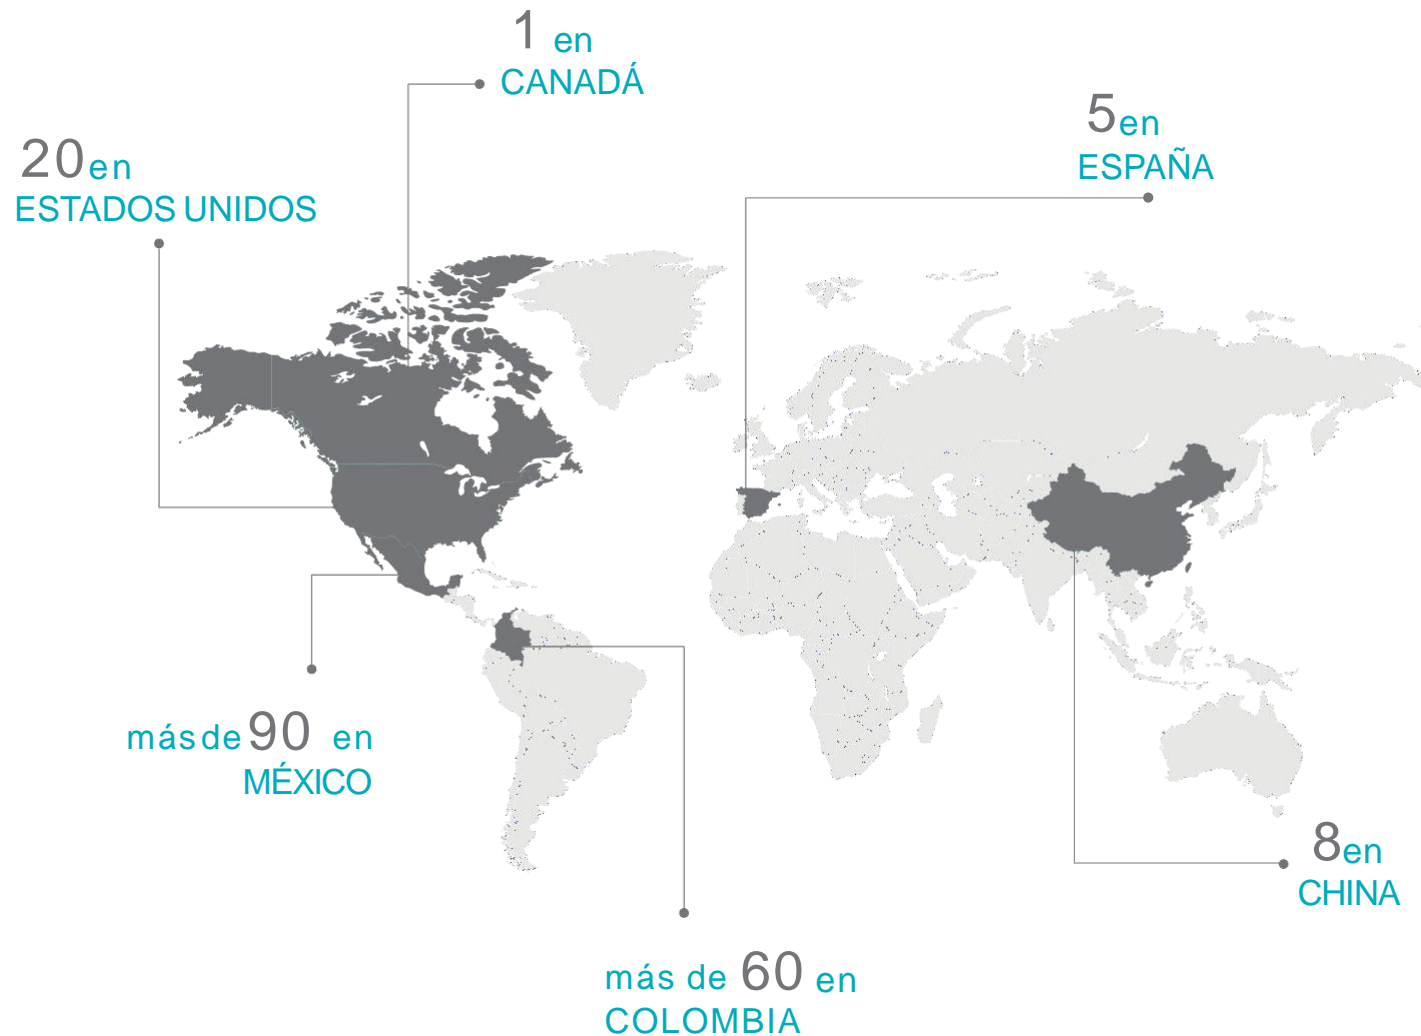 1 en
CANADÁ
5 en
ESPAÑA
20 en
ESTADOS UNIDOS
más de 90 en
MÉXICO
8 en
CHINA
más de 60 en
COLOMBIA